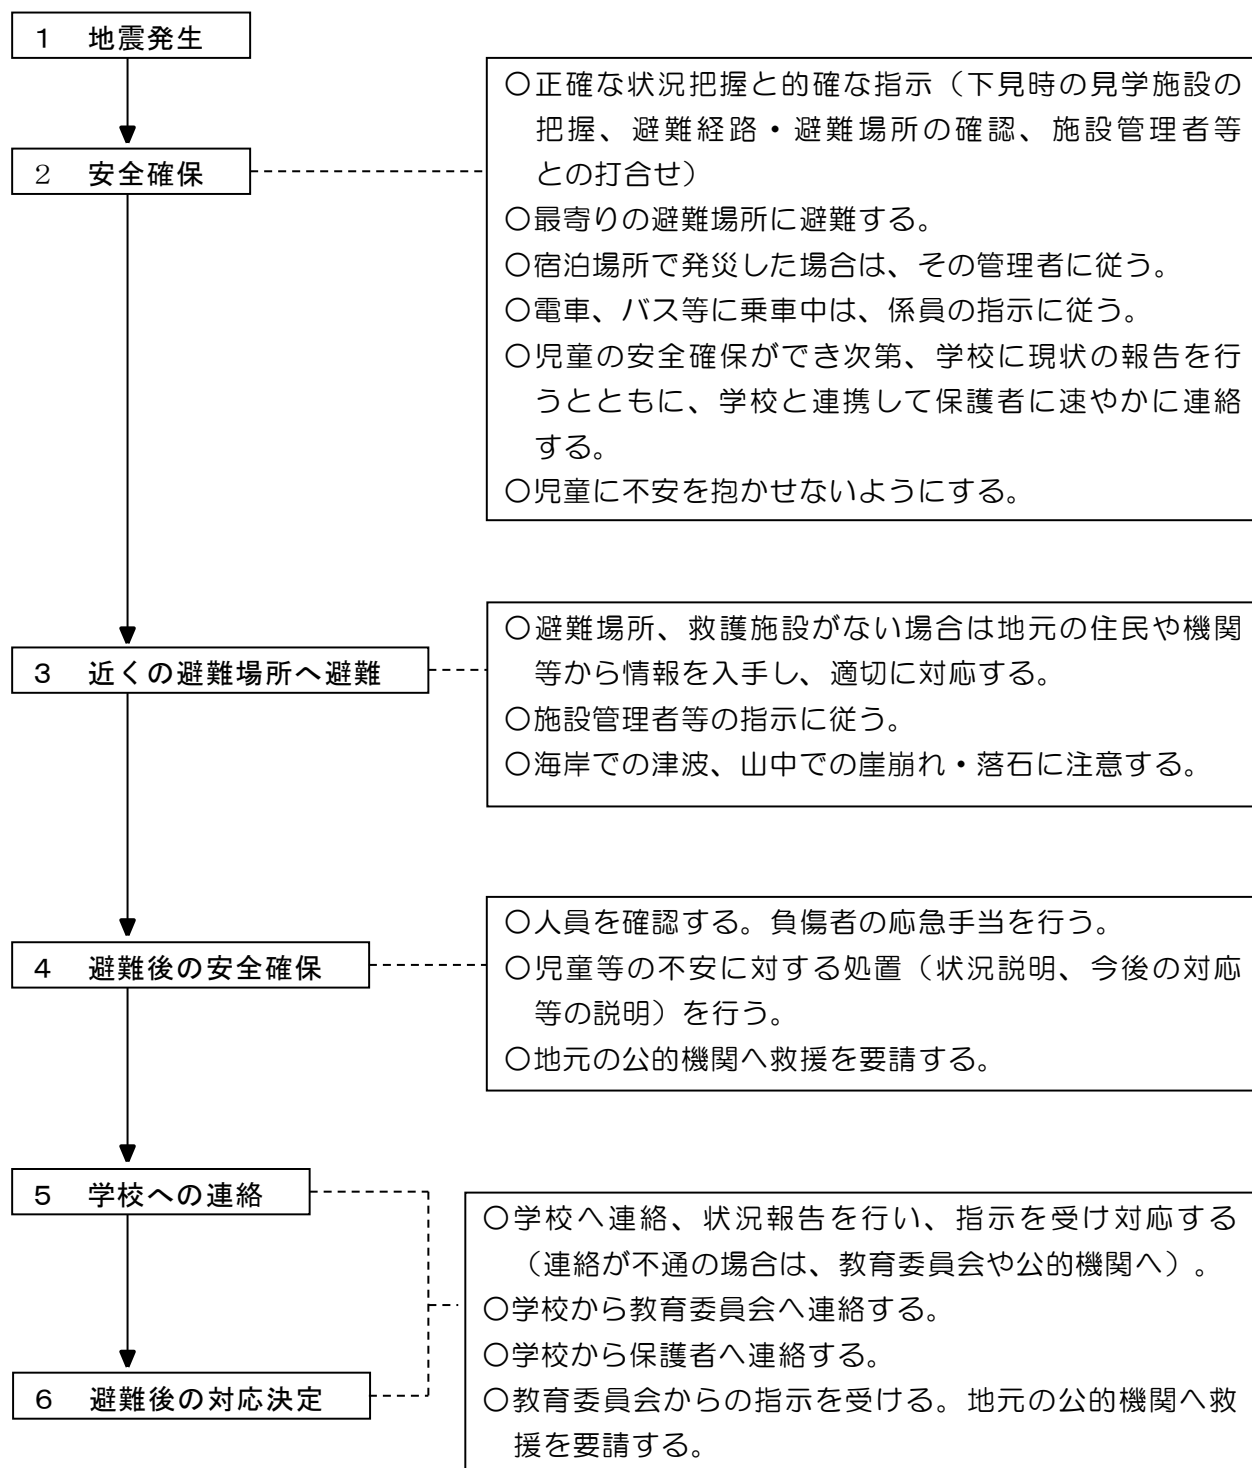 １　地震発生
２　安全確保
〇正確な状況把握と的確な指示（下見時の見学施設の
把握、避難経路・避難場所の確認、施設管理者等
との打合せ）
〇最寄りの避難場所に避難する。
〇宿泊場所で発災した場合は、その管理者に従う。
〇電車、バス等に乗車中は、係員の指示に従う。
〇児童の安全確保ができ次第、学校に現状の報告を行
うとともに、学校と連携して保護者に速やかに連絡
する。
〇児童に不安を抱かせないようにする。
３　近くの避難場所へ避難
〇避難場所、救護施設がない場合は地元の住民や機関
等から情報を入手し、適切に対応する。
〇施設管理者等の指示に従う。
〇海岸での津波、山中での崖崩れ・落石に注意する。
４　避難後の安全確保
〇人員を確認する。負傷者の応急手当を行う。
〇児童等の不安に対する処置（状況説明、今後の対応
等の説明）を行う。
〇地元の公的機関へ救援を要請する。
５　学校への連絡
６　避難後の対応決定
〇学校へ連絡、状況報告を行い、指示を受け対応する
（連絡が不通の場合は、教育委員会や公的機関へ）。
〇学校から教育委員会へ連絡する。
〇学校から保護者へ連絡する。
〇教育委員会からの指示を受ける。地元の公的機関へ救
援を要請する。